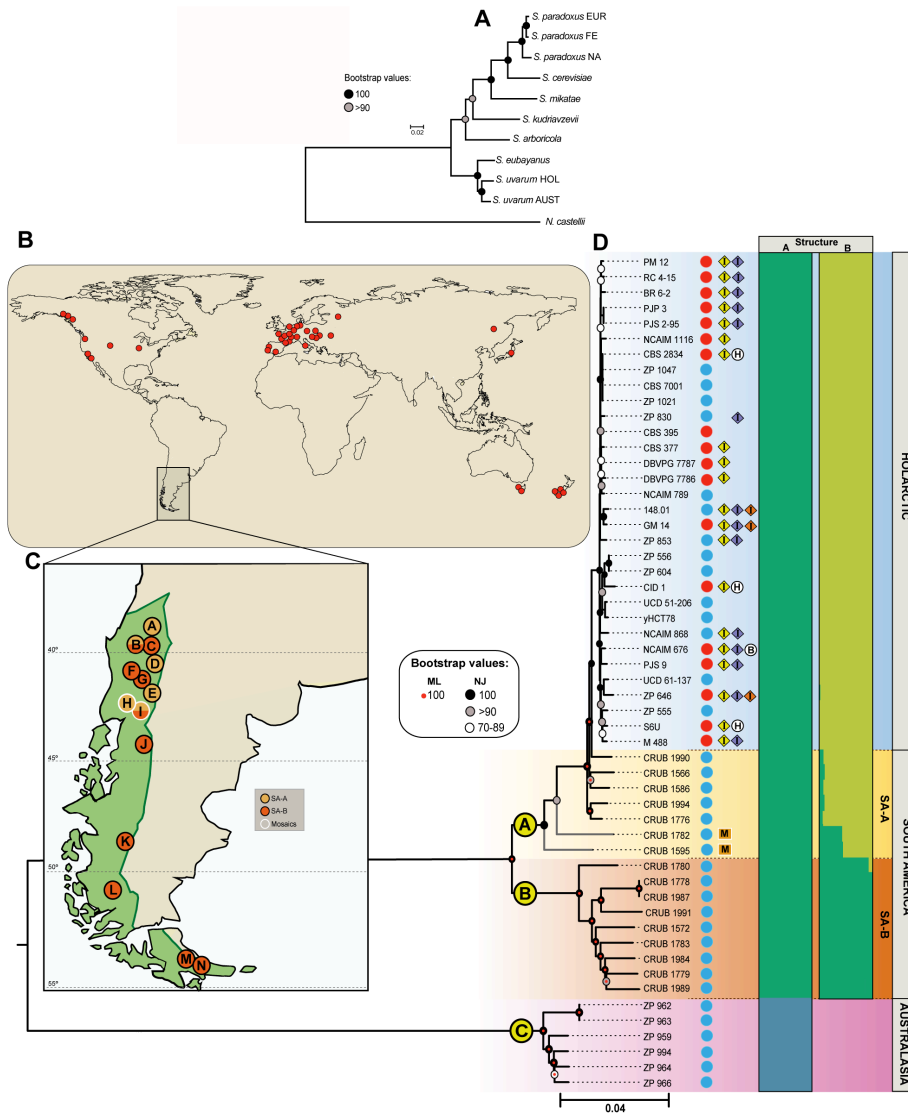 A
S. paradoxus EUR
S. paradoxus FE
S. paradoxus NA
S. cerevisiae
S. mikatae
S. kudriavzevii
S. arboricola
S. eubayanus
S. uvarum HOL
S. uvarum AUST
N. castellii
Bootstrap values:
100
>90
0.02
B
C
40º
45º
50º
55º
A
B
C
D
F
G
E
H
I
J
K
L
M
N
SA-A
SA-B
Mosaics
Bootstrap values:
ML
NJ
100
100
>90
70-89
D
Structure
A
B
PM 12 I I
RC 4-15 I I
BR 6-2 I I
PJP 3 I I
PJS 2-95 I I
NCAIM 1116 I
CBS 2834 I H
ZP 1047
CBS 7001
ZP 1021
ZP 830 I
CBS 395
CBS 377 I
DBVPG 7787 I
DBVPG 7786 I
NCAIM 789
148.01 I I I
GM 14 I I I
ZP 853 I I
ZP 556
ZP 604
CID 1 I H
UCD 51-206
yHCT78
NCAIM 868 I I
NCAIM 676 I I B
PJS 9 I I
UCD 61-137
ZP 646 I I I
ZP 555
S6U I H
M 488 I I
CRUB 1990
CRUB 1566
CRUB 1586
CRUB 1994
CRUB 1776
CRUB 1782 M
CRUB 1595 M
CRUB 1780
CRUB 1778
CRUB 1987
CRUB 1991
CRUB 1572
CRUB 1783
CRUB 1984
CRUB 1779
CRUB 1989
ZP 962
ZP 963
ZP 959
ZP 994
ZP 964
ZP 966
A
B
C
0.04
HOLARCTIC
SA-A
SA-B
SOUTH AMERICA
AUSTRALASIA